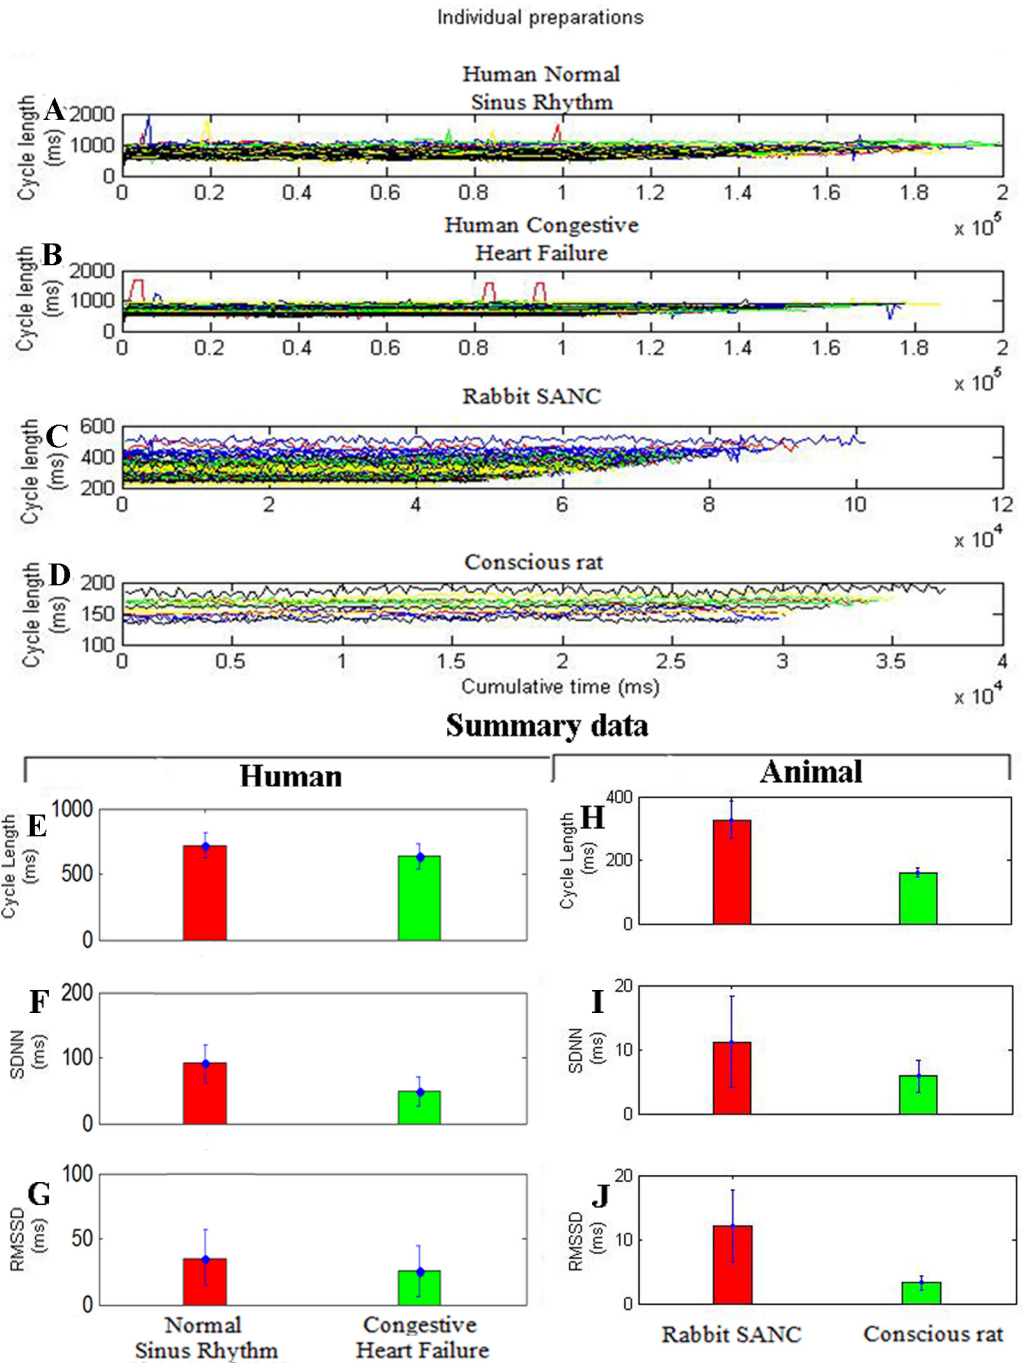 Individual preparations
Human Normal
Sinus Rhythm
A
Cycle length
(ms)
2000
1000
0
0 0.2 0.4 0.6 0.8 1 1.2 1.4 1.6 1.8 2
x 10^5
Human Congestive
Heart Failure
B
Cycle length
(ms)
2000
1000
0
0 0.2 0.4 0.6 0.8 1 1.2 1.4 1.6 1.8 2
x 10^5
Rabbit SANC
C
Cycle length
(ms)
600
400
200
0 2 4 6 8 10 12
x 10^4
Conscious rat
D
Cycle length
(ms)
200
150
100
0 0.5 1 1.5 2 2.5 3 3.5 4
Cumulative time (ms)
x 10^4
Summary data
Human
Animal
E
Cycle Length
(ms)
1000
500
0
H
Cycle Length
(ms)
400
200
0
F
SDNN
(ms)
200
100
0
I
SDNN
(ms)
20
10
0
G
RMSSD
(ms)
100
50
0
J
RMSSD
(ms)
20
10
0
Normal
Sinus Rhythm
Congestive
Heart Failure
Rabbit SANC
Conscious rat